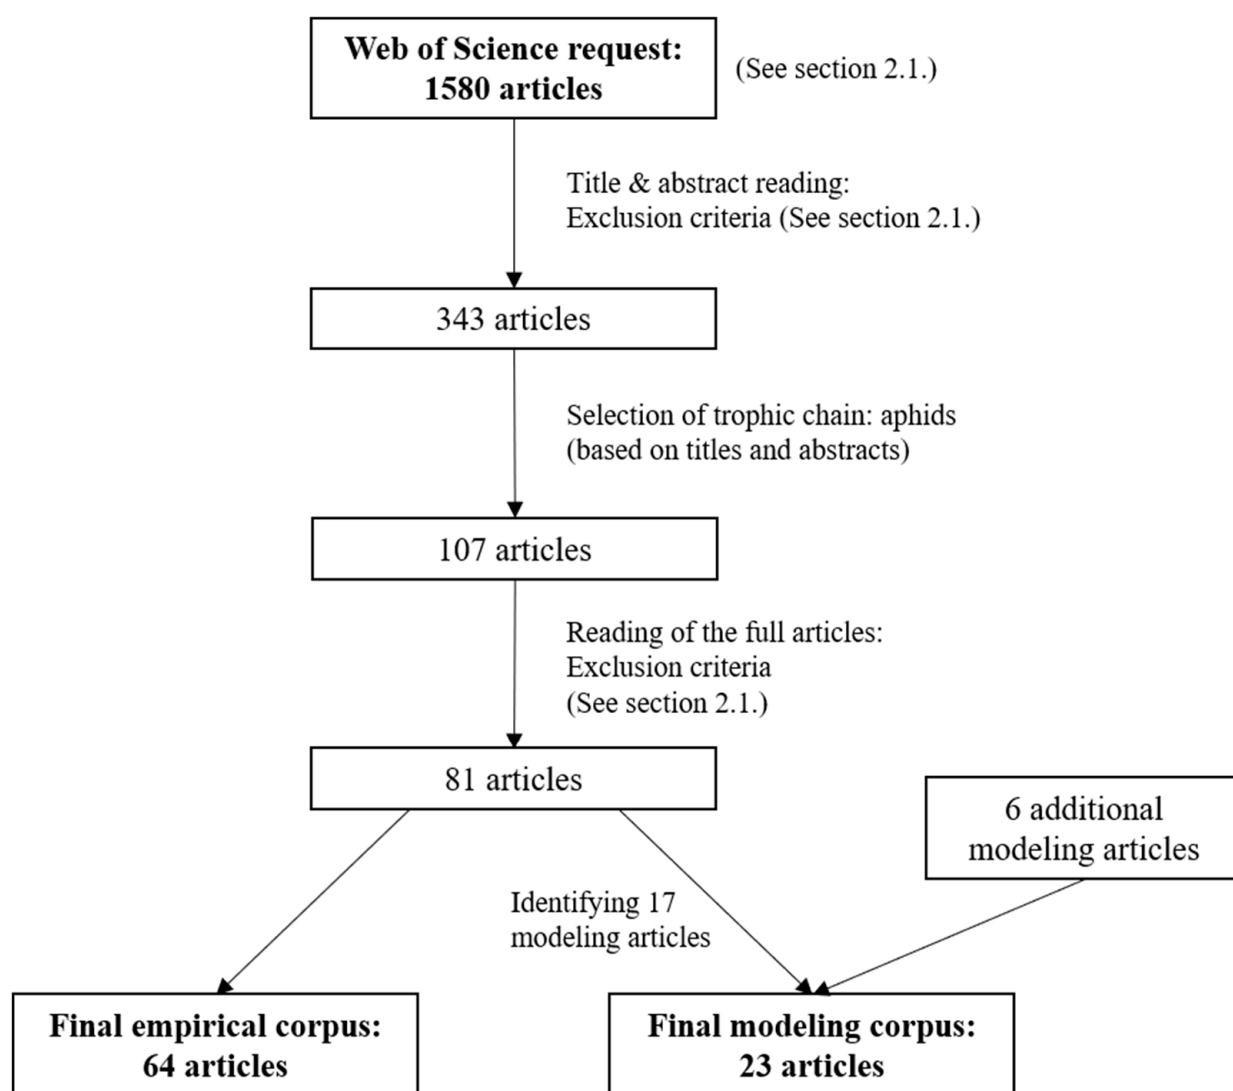 Web of Science request:
1580 articles
(See section 2.1.)
Title & abstract reading:
Exclusion criteria (See section 2.1.)
343 articles
Selection of trophic chain: aphids
(based on titles and abstracts)
107 articles
Reading of the full articles:
Exclusion criteria
(See section 2.1.)
81 articles
6 additional
modeling articles
Identifying 17
modeling articles
Final empirical corpus:
64 articles
Final modeling corpus:
23 articles